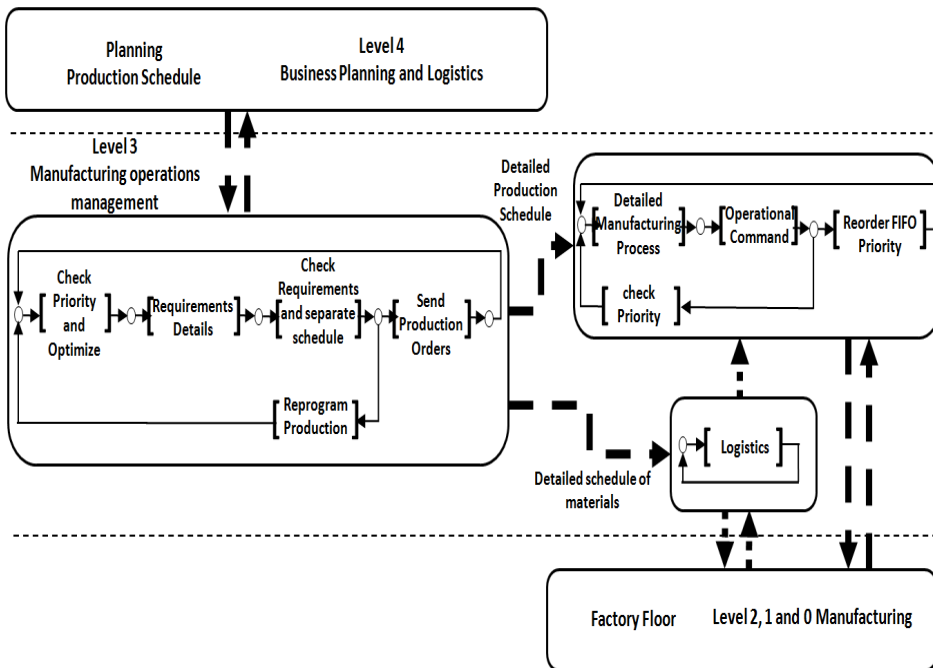 Planning
Production Schedule
Level 4
Business Planning and Logistics
Level 3
Manufacturing operations
management
Check
Priority
and
Optimize
Requirements
Details
Check
Requirements
and separate
schedule
Send
Production
Orders
Reprogram
Production
Detailed
Production
Schedule
Detailed
Manufacturing
Process
Operational
Command
Reorder FIFO
Priority
check
Priority
Logistics
Detailed schedule of
materials
Factory Floor
Level 2, 1 and 0 Manufacturing